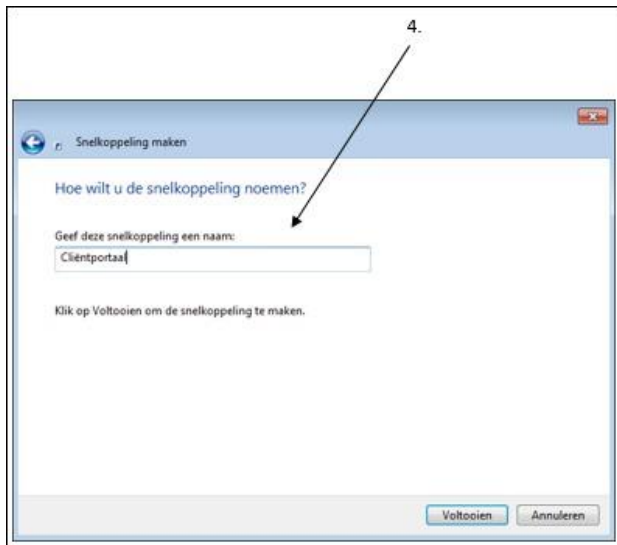 4.
Snelkoppeling maken
Hoe wilt u de snelkoppeling noemen?
Geef deze snelkoppeling een naam:
Cliëntportaal
Klik op Voltooien om de snelkoppeling te maken.
Voltooien Annuleren